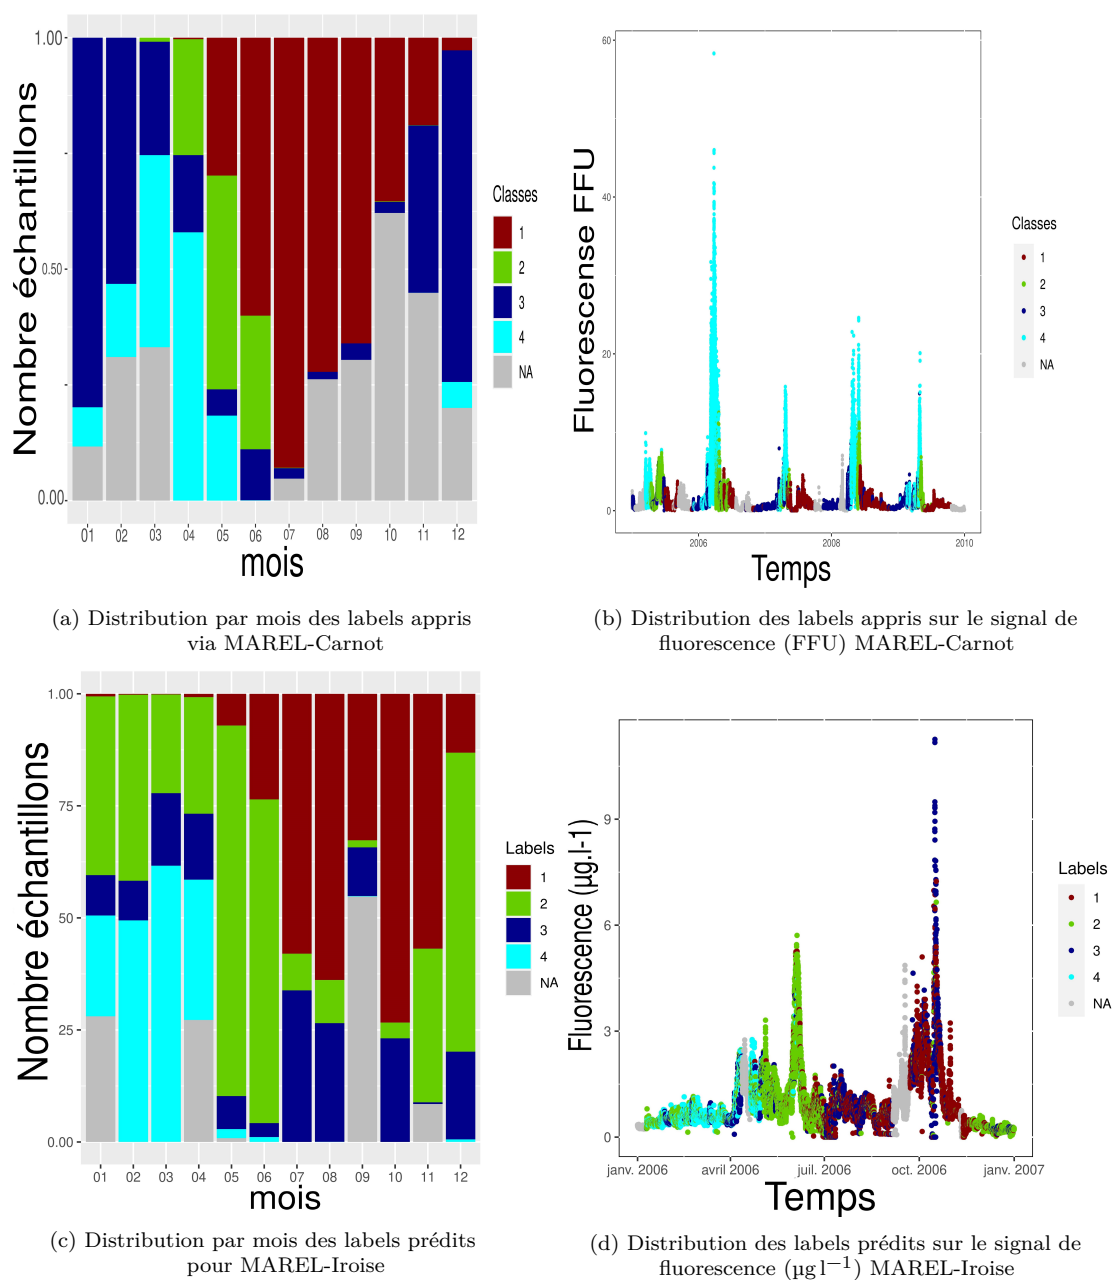 1.00
0.50
0.00
Nombre échantillons
01 02 03 04 05 06 07 08 09 10 11 12
mois
Classes
1
2
3
4
NA
60
40
20
0
Fluorescense FFU
2006 2008 2010
Temps
Classes
1
2
3
4
NA
(a) Distribution par mois des labels appris
via MAREL-Carnot
(b) Distribution des labels appris sur le signal de
fluorescence (FFU) MAREL-Carnot
1.00
75
50
25
0.00
Nombre échantillons
01 02 03 04 05 06 07 08 09 10 11 12
mois
Labels
1
2
3
4
NA
9
6
3
0
Fluorescence (µg.l-1)
janv. 2006 avril 2006 juil. 2006 oct. 2006 janv. 2007
Temps
Labels
1
2
3
4
NA
(c) Distribution par mois des labels prédits
pour MAREL-Iroise
(d) Distribution des labels prédits sur le signal de
fluorescence (µg l⁻¹) MAREL-Iroise